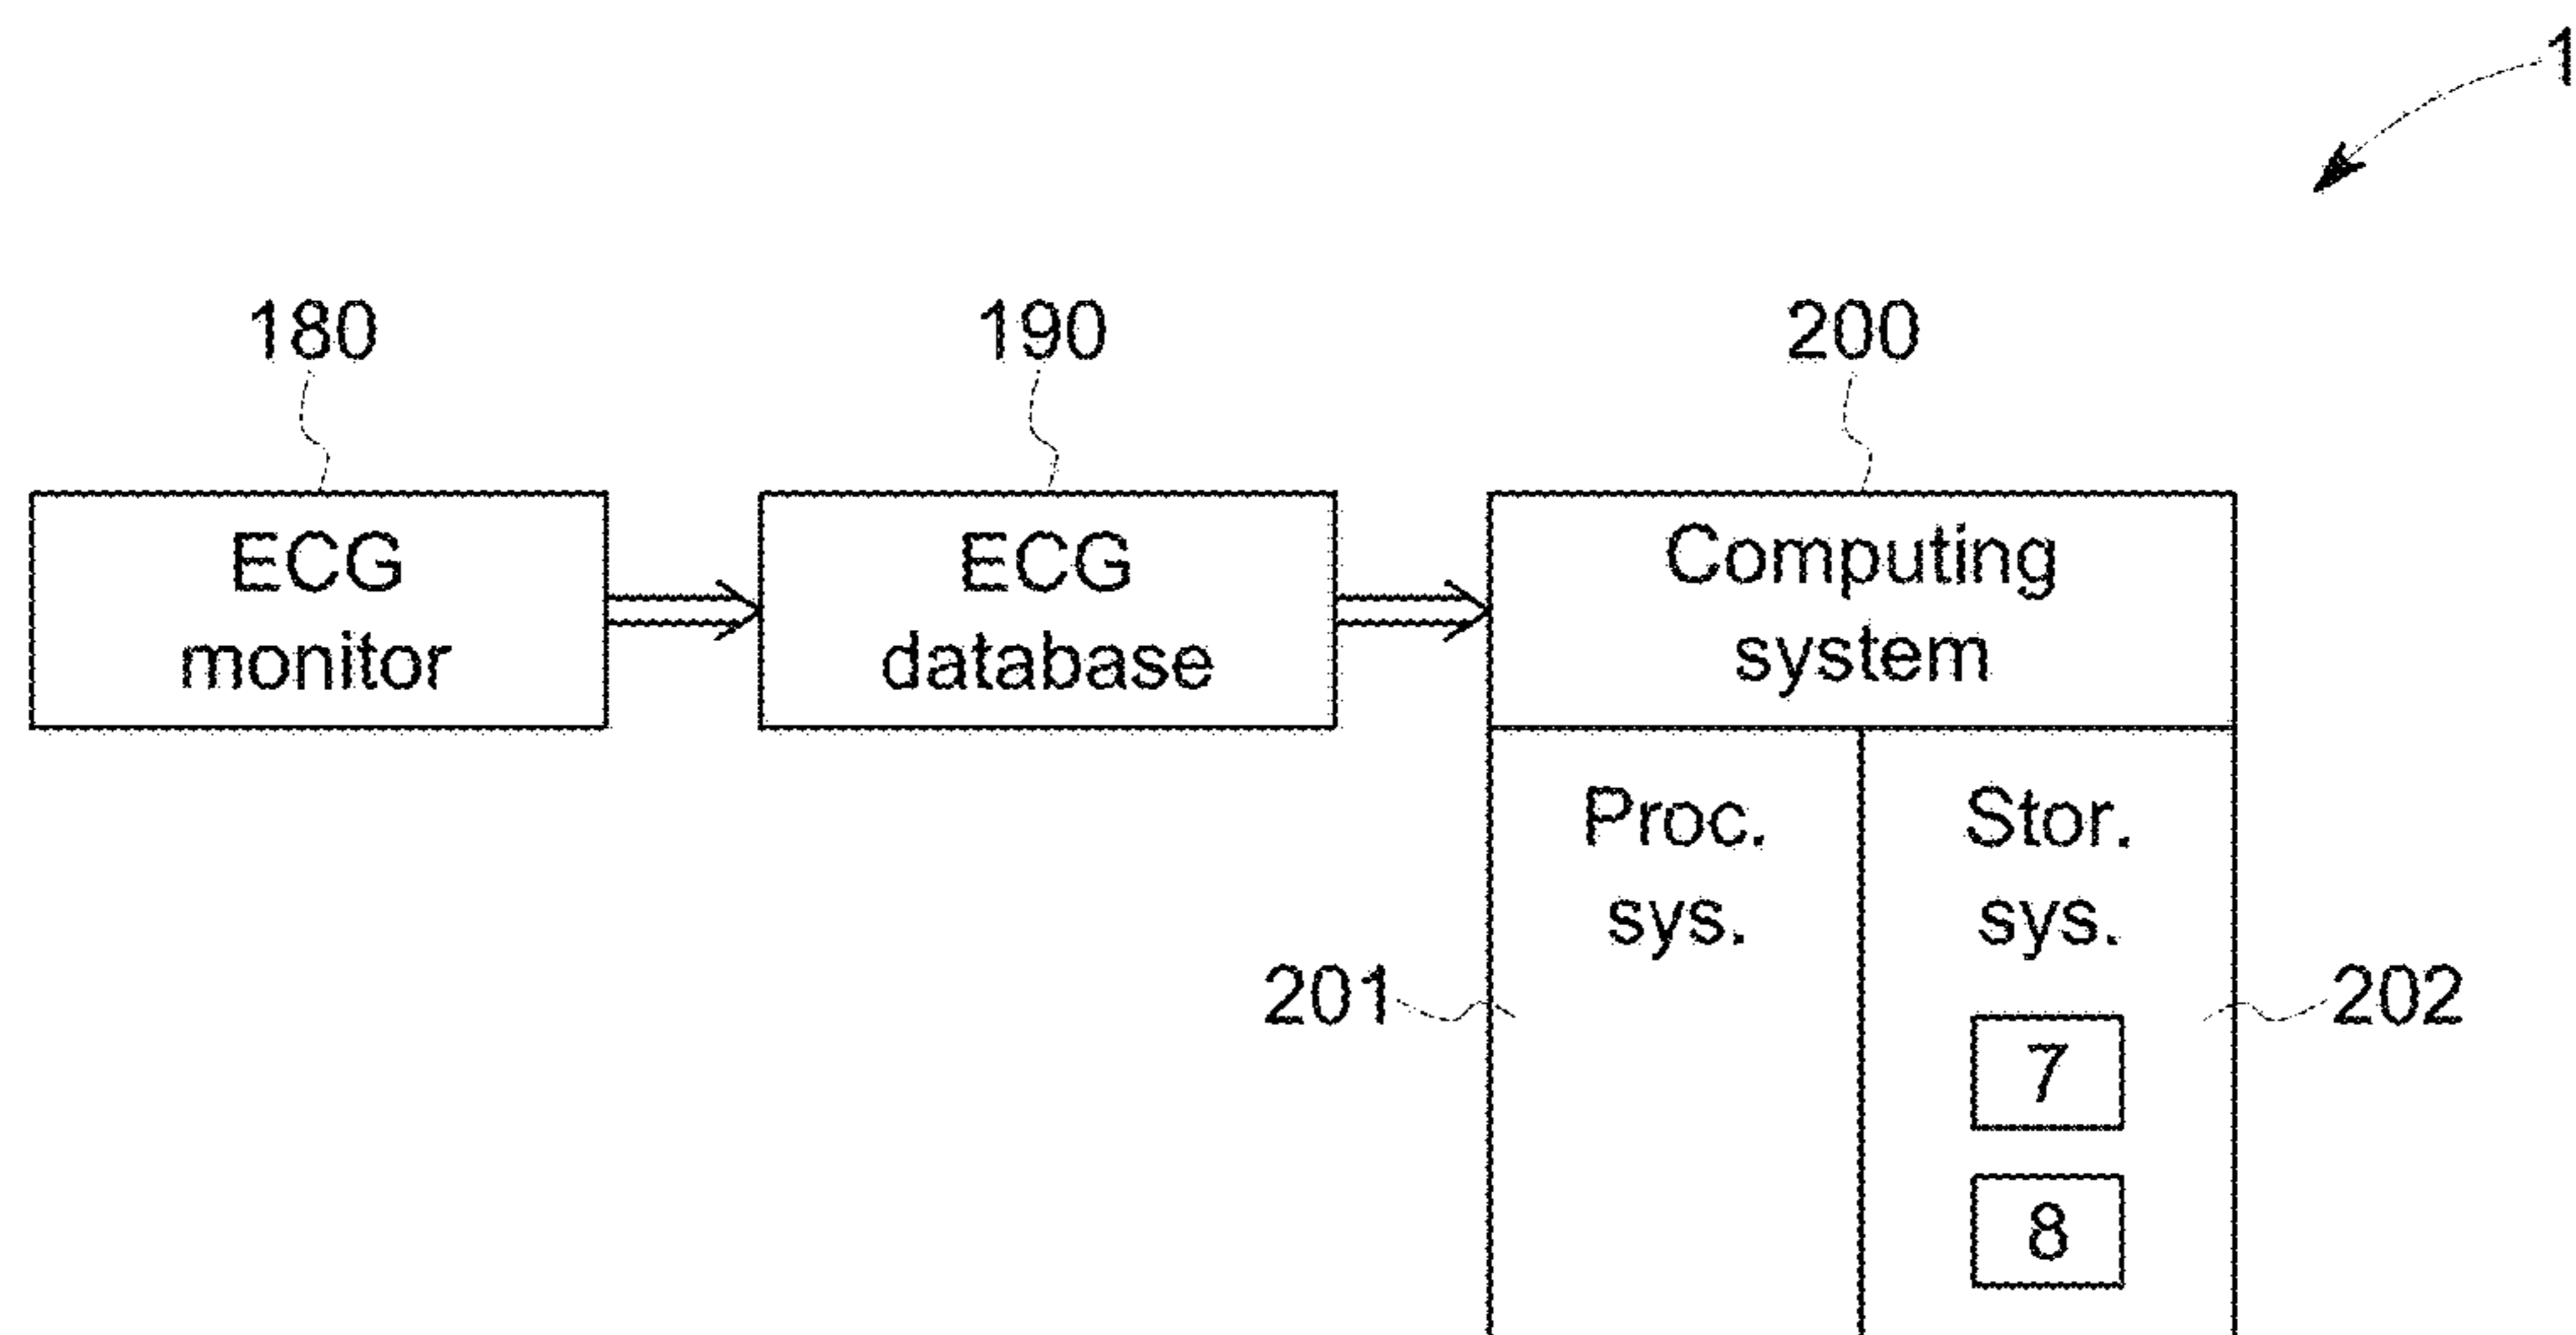 1
180
190
200
ECG
monitor
ECG
database
Computing
system
Proc.
sys.
Stor.
sys.
201
202
7
8